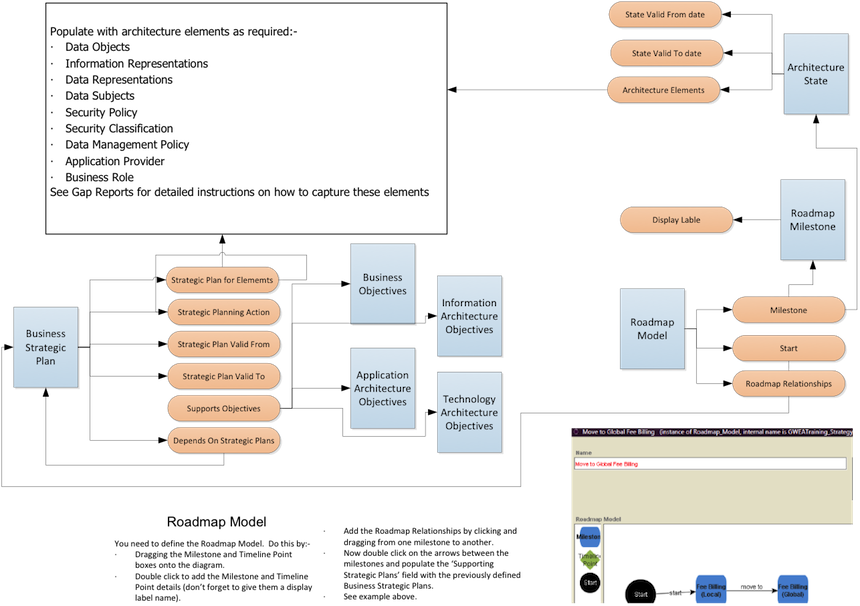 Populate with architecture elements as required:-
· Data Objects
· Information Representations
· Data Representations
· Data Subjects
· Security Policy
· Security Classification
· Data Management Policy
· Application Provider
· Business Role
See Gap Reports for detailed instructions on how to capture these elements
State Valid From date
State Valid To date
Architecture Elements
Architecture
State
Display Lable
Roadmap
Milestone
Roadmap
Model
Milestone
Start
Roadmap Relationships
Business
Strategic
Plan
Strategic Plan for Elememts
Strategic Planning Action
Strategic Plan Valid From
Strategic Plan Valid To
Supports Objectives
Depends On Strategic Plans
Business
Objectives
Information
Architecture
Objectives
Application
Architecture
Objectives
Technology
Architecture
Objectives
Roadmap Model
You need to define the Roadmap Model. Do this by:-
· Dragging the Milestone and Timeline Point
boxes onto the diagram.
· Double click to add the Milestone and Timeline
Point details (don't forget to give them a display
label name).
· Add the Roadmap Relationships by clicking and
dragging from one milestone to another.
· Now double click on the arrows between the
milestones and populate the 'Supporting
Strategic Plans' field with the previously defined
Business Strategic Plans.
· See example above.
Move to Global Fee Billing (instance of Roadmap_Model, internal name is GWEATraining_Strategy
Name
Move to Global Fee Billing
Roadmap Model
Milestone
Timeline
Point
Start
Start
start
Fee Billing
(Local)
move to
Fee Billing
(Global)